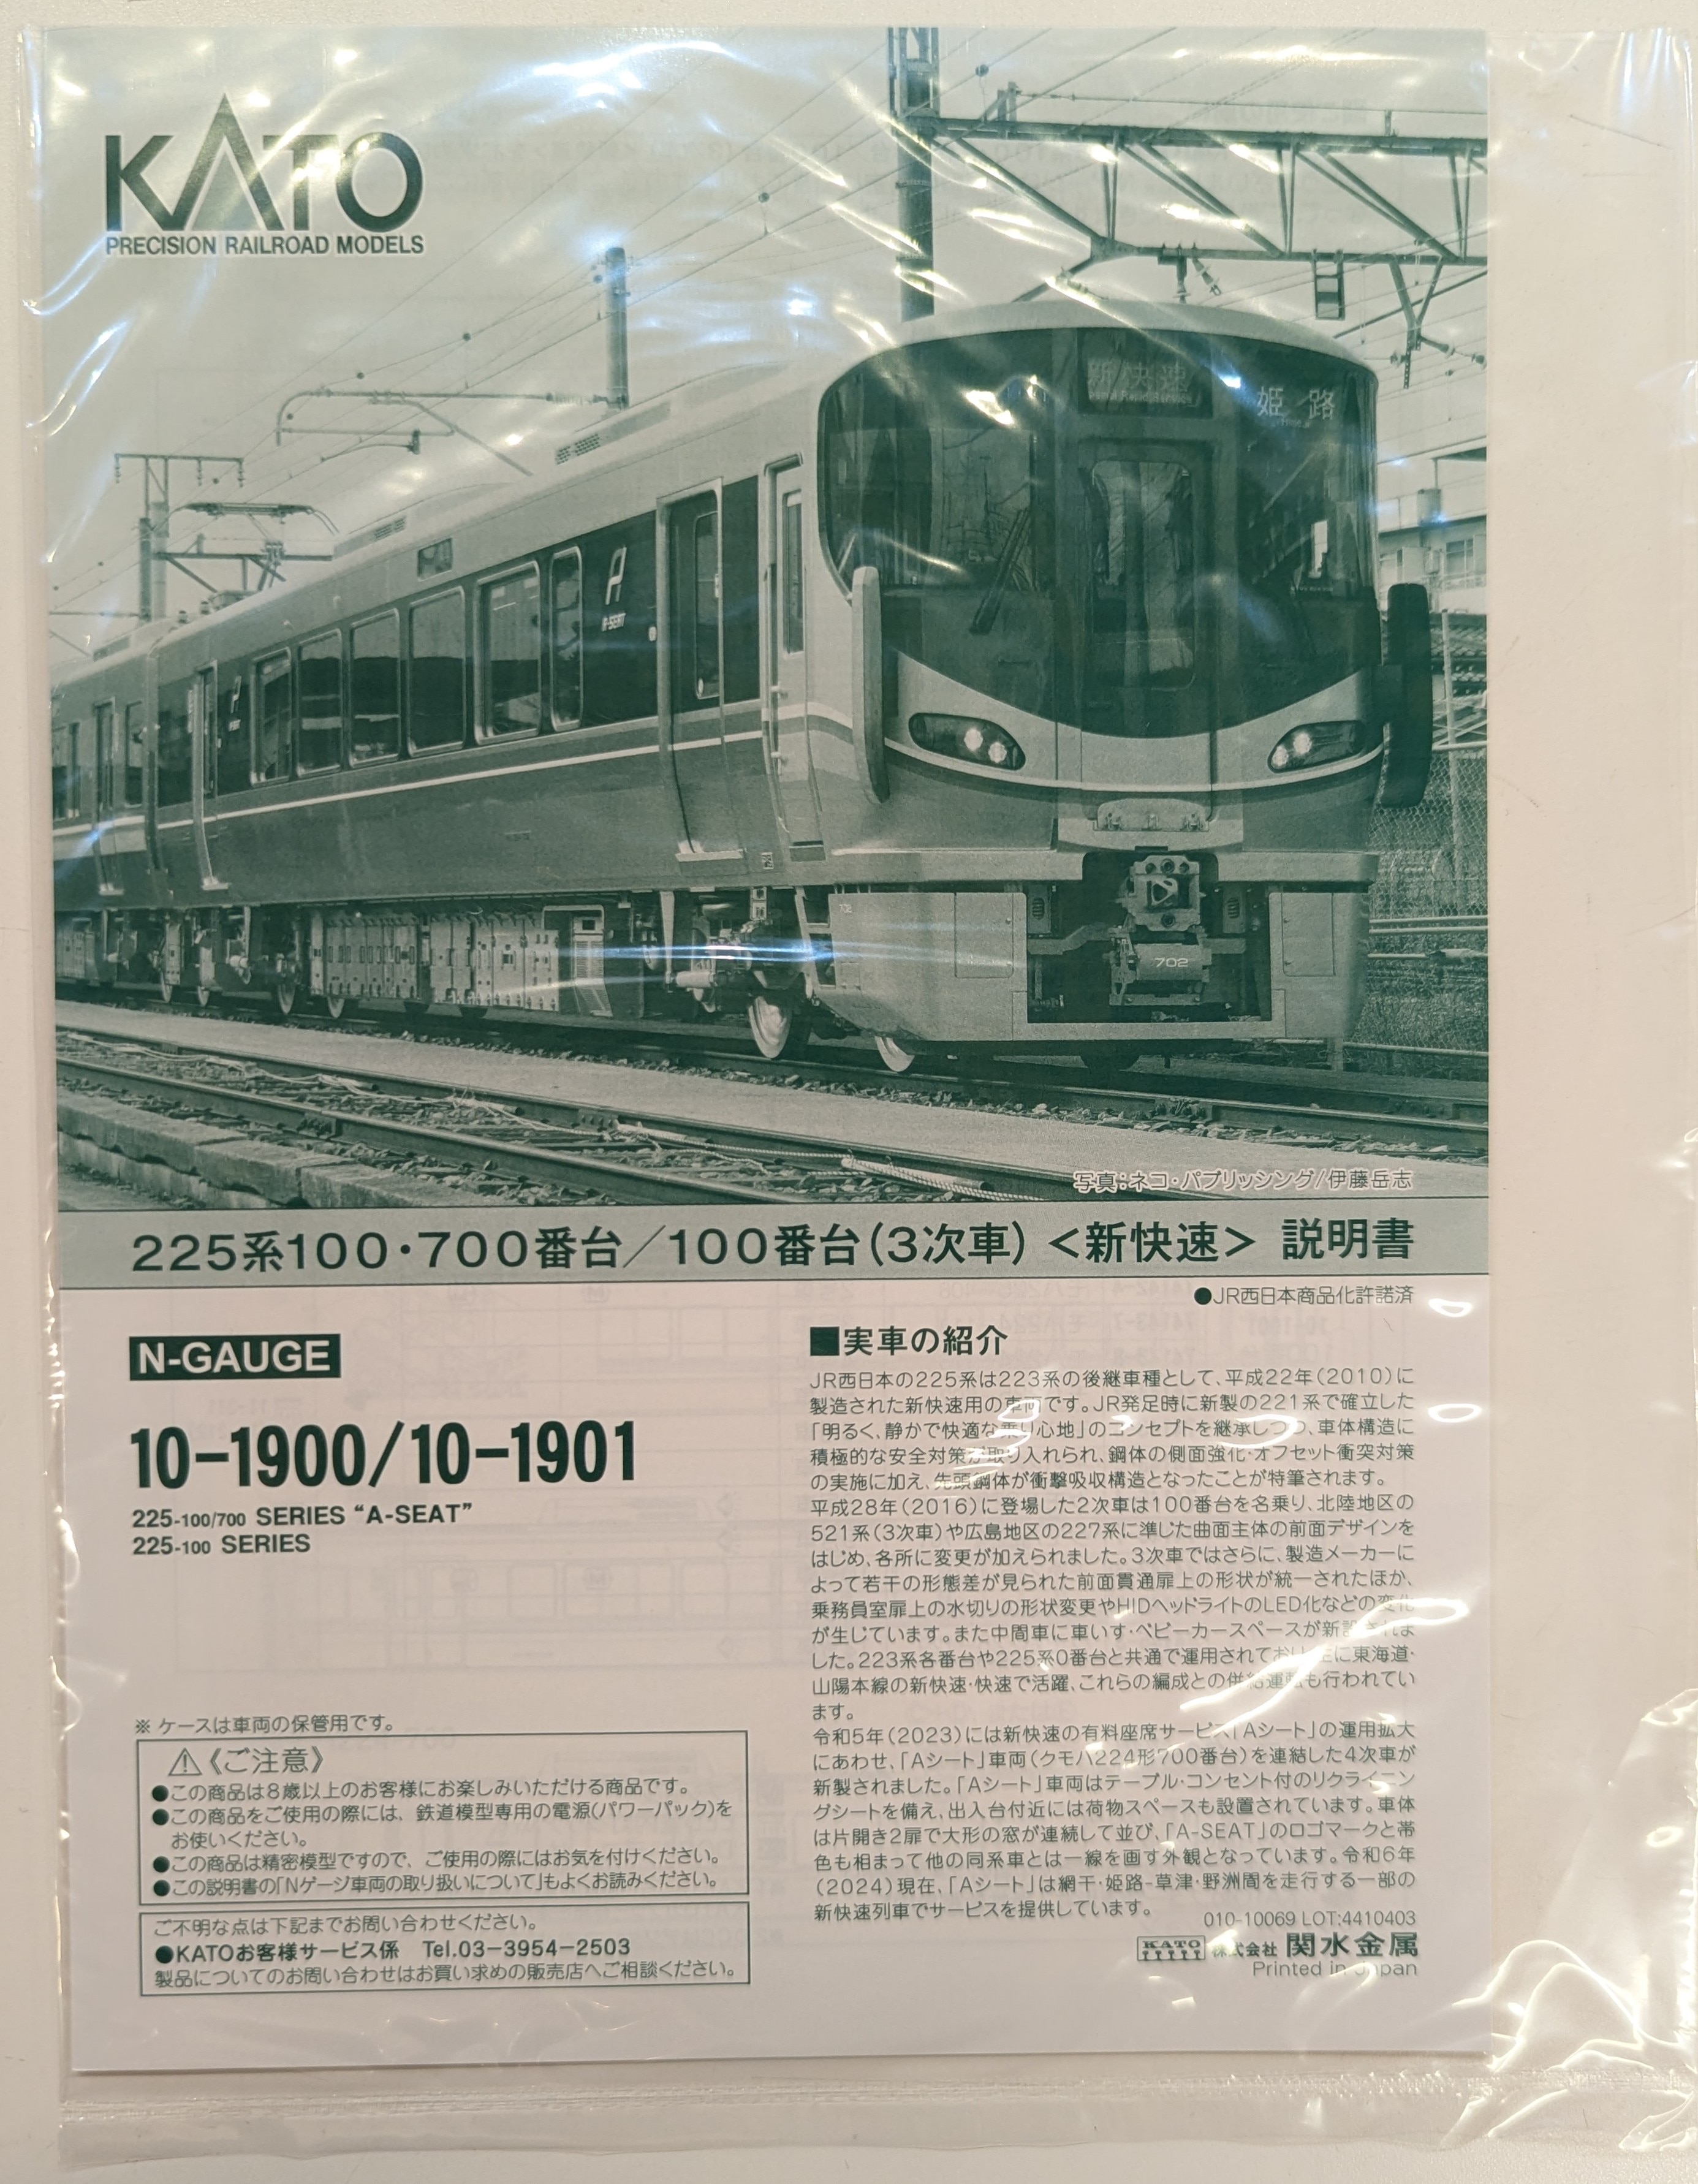 KATO
PRECISION RAILROAD MODELS
新快速
Special Rapid Service
姫路
A-SEAT
702
702
写真：ネコ・パブリッシング/伊藤岳志
225系100・700番台／100番台（3次車）＜新快速＞ 説明書
●JR西日本商品化許諾済
N-GAUGE
10-1900/10-1901
225-100/700 SERIES “A-SEAT”
225-100 SERIES
※ ケースは車両の保管用です。
⚠《ご注意》
●この商品は8歳以上のお客様にお楽しみいただける商品です。
●この商品をご使用の際には、鉄道模型専用の電源(パワーパック)を
お使いください。
●この商品は精密模型ですので、ご使用の際にはお気を付けください。
●この説明書の「Nゲージ車両の取り扱いについて」もよくお読みください。
ご不明な点は下記までお問い合わせください。
●KATOお客様サービス係 Tel.03-3954-2503
製品についてのお問い合わせはお買い求めの販売店へご相談ください。
■実車の紹介
JR西日本の225系は223系の後継車種として、平成22年(2010)に
製造された新快速用の車両です。JR発足時に新製の221系で確立した
「明るく、静かで快適な乗り心地」のコンセプトを継承しつつ、車体構造に
積極的な安全対策が取り入れられ、鋼体の側面強化・オフセット衝突対策
の実施に加え、先頭鋼体が衝撃吸収構造となったことが特筆されます。
平成28年(2016)に登場した2次車は100番台を名乗り、北陸地区の
521系(3次車)や広島地区の227系に準じた曲面主体の前面デザインを
はじめ、各所に変更が加えられました。3次車ではさらに、製造メーカーに
よって若干の形態差が見られた前面貫通扉上の形状が統一されたほか、
乗務員室扉上の水切りの形状変更やHIDヘッドライトのLED化などの変化
が生じています。また中間車に車いす・ベビーカースペースが新設されま
した。223系各番台や225系0番台と共通で運用されており、主に東海道・
山陽本線の新快速・快速で活躍、これらの編成との併結運転も行われてい
ます。
令和5年(2023)には新快速の有料座席サービス「Aシート」の運用拡大
にあわせ、「Aシート」車両(クモハ224形700番台)を連結した4次車が
新製されました。「Aシート」車両はテーブル・コンセント付のリクライニン
グシートを備え、出入台付近には荷物スペースも設置されています。車体
は片開き2扉で大形の窓が連続して並び、「A-SEAT」のロゴマークと帯
色も相まって他の同系車とは一線を画す外観となっています。令和6年
(2024)現在、「Aシート」は網干・姫路-草津・野洲間を走行する一部の
新快速列車でサービスを提供しています。
010-10069 LOT:4410403
KATO 株式会社 関水金属
Printed in Japan